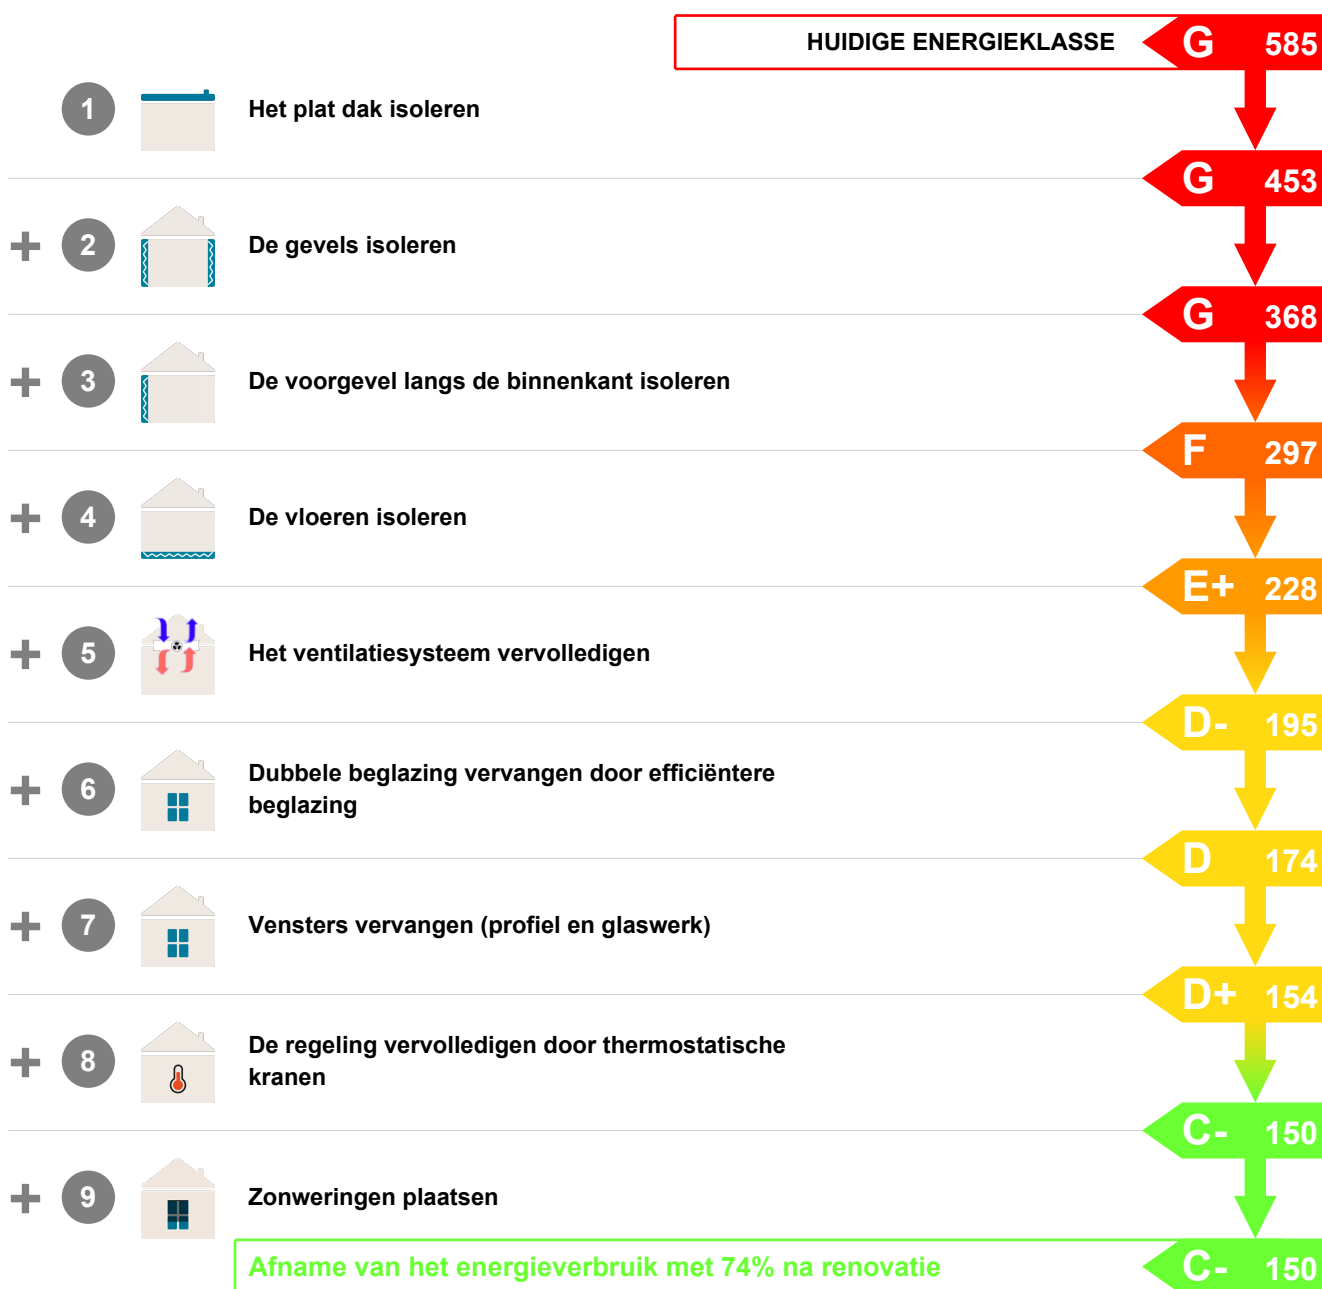 HUIDIGE ENERGIEKLASSE G 585
1 Het plat dak isoleren
G 453
+ 2 De gevels isoleren
G 368
+ 3 De voorgevel langs de binnenkant isoleren
F 297
+ 4 De vloeren isoleren
E+ 228
+ 5 Het ventilatiesysteem vervolledigen
D- 195
+ 6 Dubbele beglazing vervangen door efficiëntere
beglazing
D 174
+ 7 Vensters vervangen (profiel en glaswerk)
D+ 154
+ 8 De regeling vervolledigen door thermostatische
kranen
C- 150
+ 9 Zonweringen plaatsen
Afname van het energieverbruik met 74% na renovatie C- 150